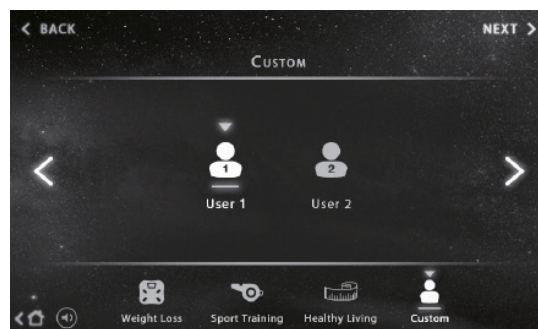 < BACK
NEXT >
CUSTOM
1
2
User 1
User 2
Weight Loss
Sport Training
Healthy Living
Custom